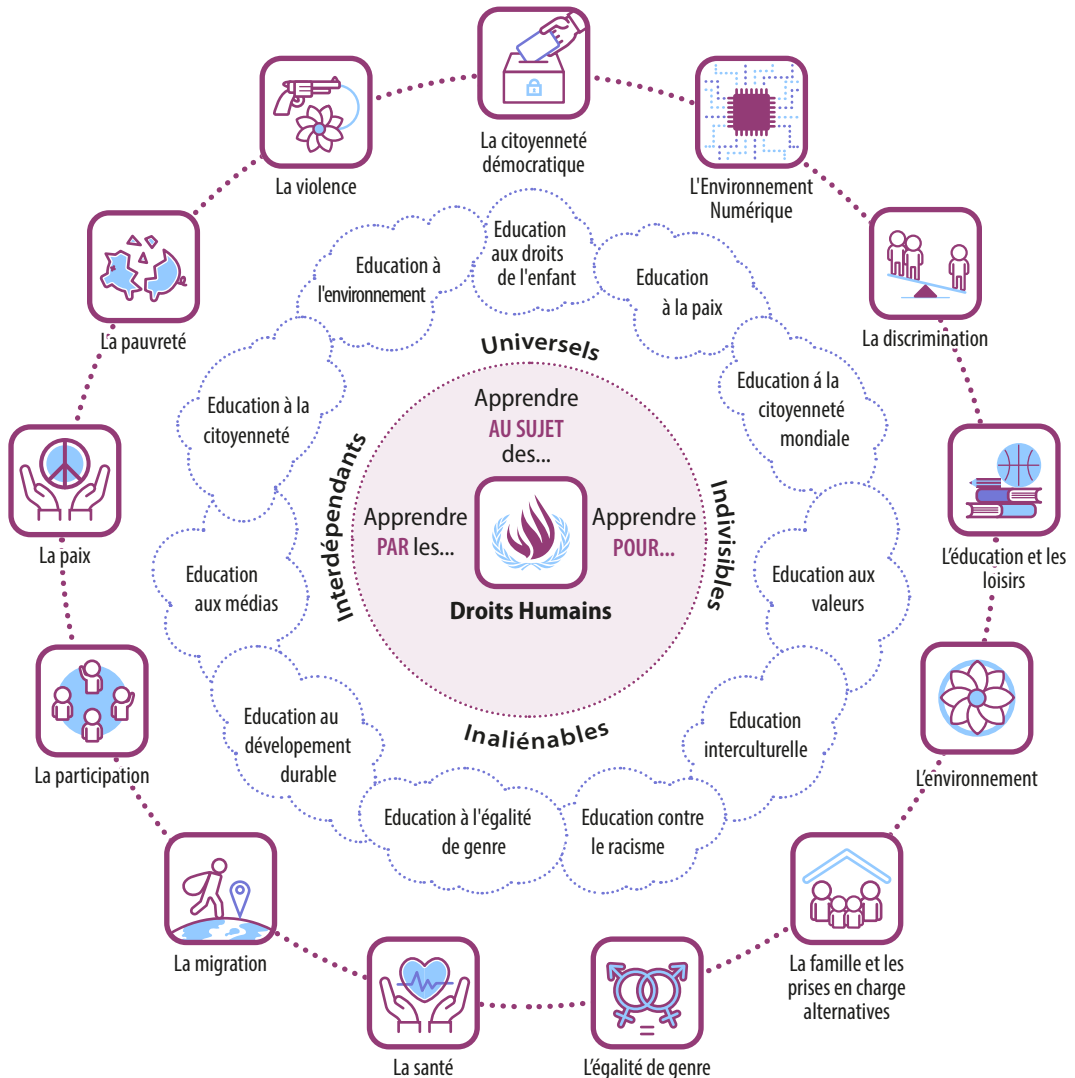 La citoyenneté
démocratique
L'Environnement
Numérique
La discrimination
L'éducation et les
loisirs
L'environnement
La famille et les
prises en charge
alternatives
L'égalité de genre
La santé
La migration
La participation
La paix
La pauvreté
La violence
Education
aux droits
de l'enfant
Education
à la paix
Education á la
citoyenneté
mondiale
Education aux
valeurs
Education
interculturelle
Education contre
le racisme
Education à l'égalité
de genre
Education au
dévelopement
durable
Education
aux médias
Education à la
citoyenneté
Education à
l'environnement
Universels
Indivisibles
Inaliénables
Interdépendants
Apprendre
AU SUJET
des...
Apprendre
PAR les...
Apprendre
POUR...
Droits Humains